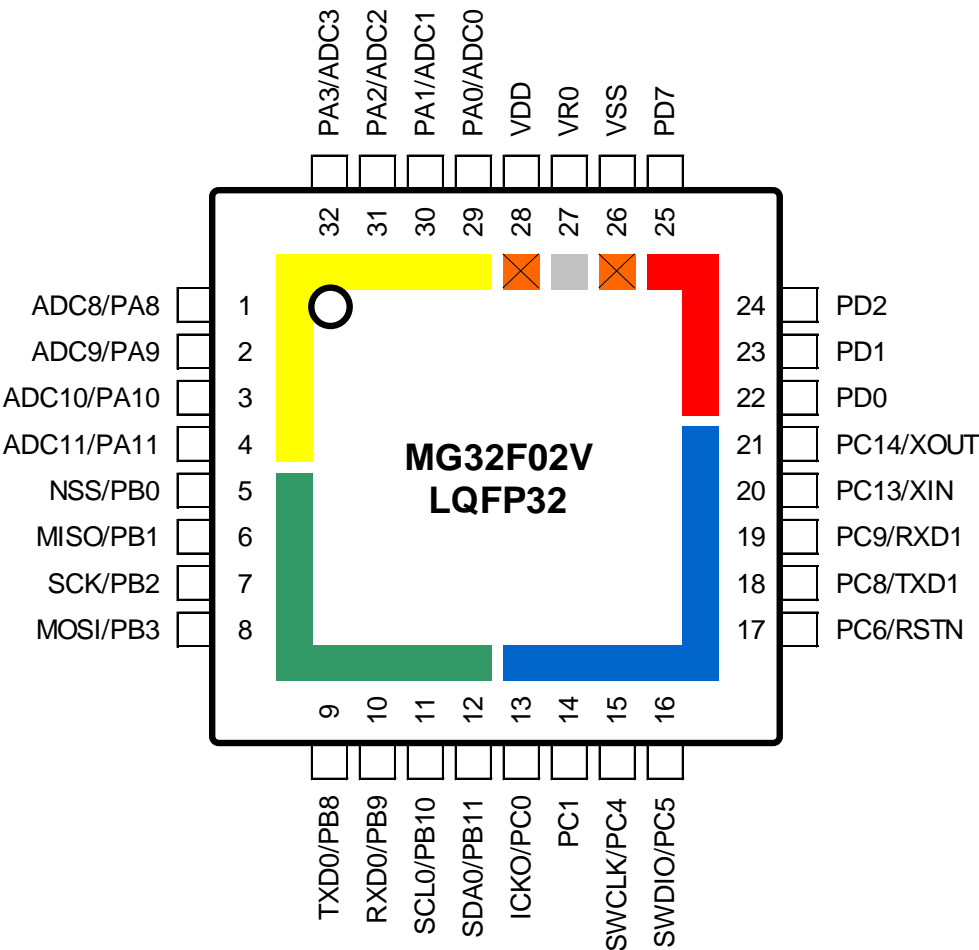 PA3/ADC3
PA2/ADC2
PA1/ADC1
PA0/ADC0
VDD
VR0
VSS
PD7
32
31
30
29
28
27
26
25
ADC8/PA8
1
24
PD2
ADC9/PA9
2
23
PD1
ADC10/PA10
3
22
PD0
ADC11/PA11
4
21
PC14/XOUT
NSS/PB0
5
20
PC13/XIN
MISO/PB1
6
19
PC9/RXD1
SCK/PB2
7
18
PC8/TXD1
MOSI/PB3
8
17
PC6/RSTN
MG32F02V
LQFP32
9
10
11
12
13
14
15
16
TXD0/PB8
RXD0/PB9
SCL0/PB10
SDA0/PB11
ICKO/PC0
PC1
SWCLK/PC4
SWDIO/PC5